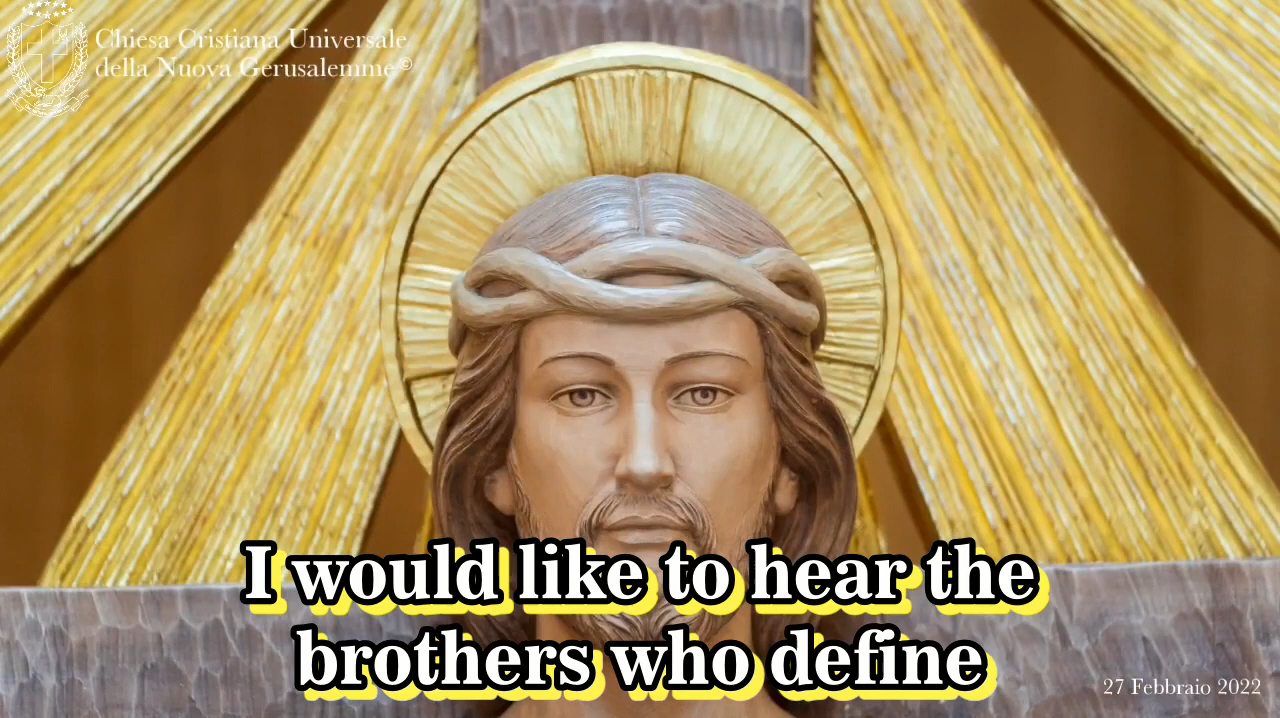 Chiesa Cristiana Universale
della Nuova Gerusalemme©
I would like to hear the
brothers who define
27 Febbraio 2022